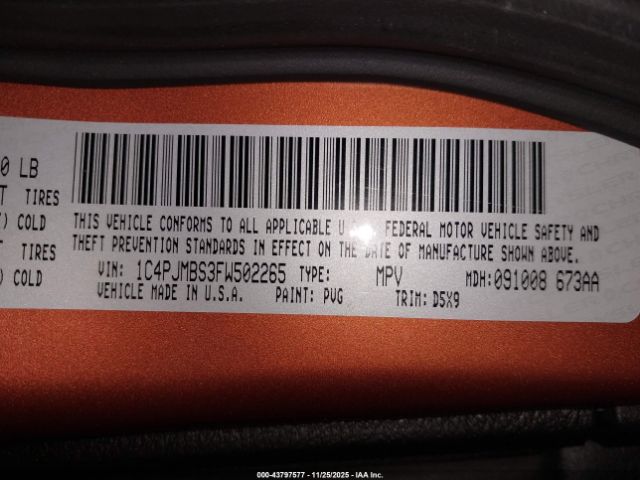 0 LB
TIRES
COLD
TIRES
COLD
THIS VEHICLE CONFORMS TO ALL APPLICABLE U FEDERAL MOTOR VEHICLE SAFETY AND
THEFT PREVENTION STANDARDS IN EFFECT ON THE DATE OF MANUFACTURE SHOWN ABOVE.
VIN: 1C4PJMBS3FW502265 TYPE: MPV MDH:091008 673AA
VEHICLE MADE IN U.S.A. PAINT: PVG TRIM: D5X9
000-43797577 - 11/25/2025 - IAA Inc.